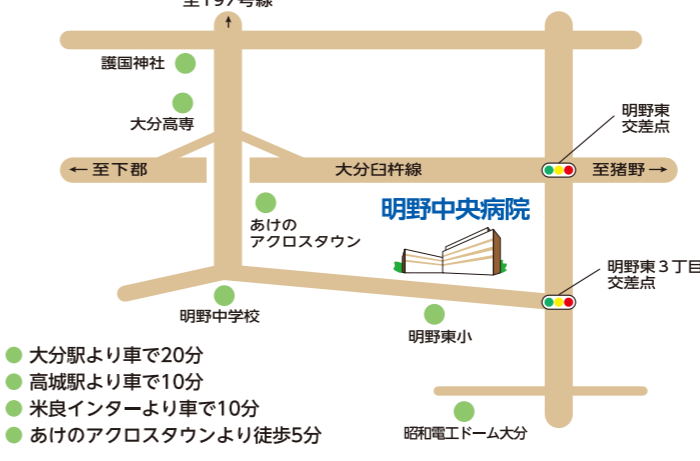 至197号線
護国神社
大分高専
明野東
交差点
← 至下郡
大分臼杵線
至猪野 →
明野中央病院
あけの
アクロスタウン
明野東３丁目
交差点
明野中学校
明野東小
大分駅より車で20分
高城駅より車で10分
米良インターより車で10分
あけのアクロスタウンより徒歩5分
昭和電工ドーム大分